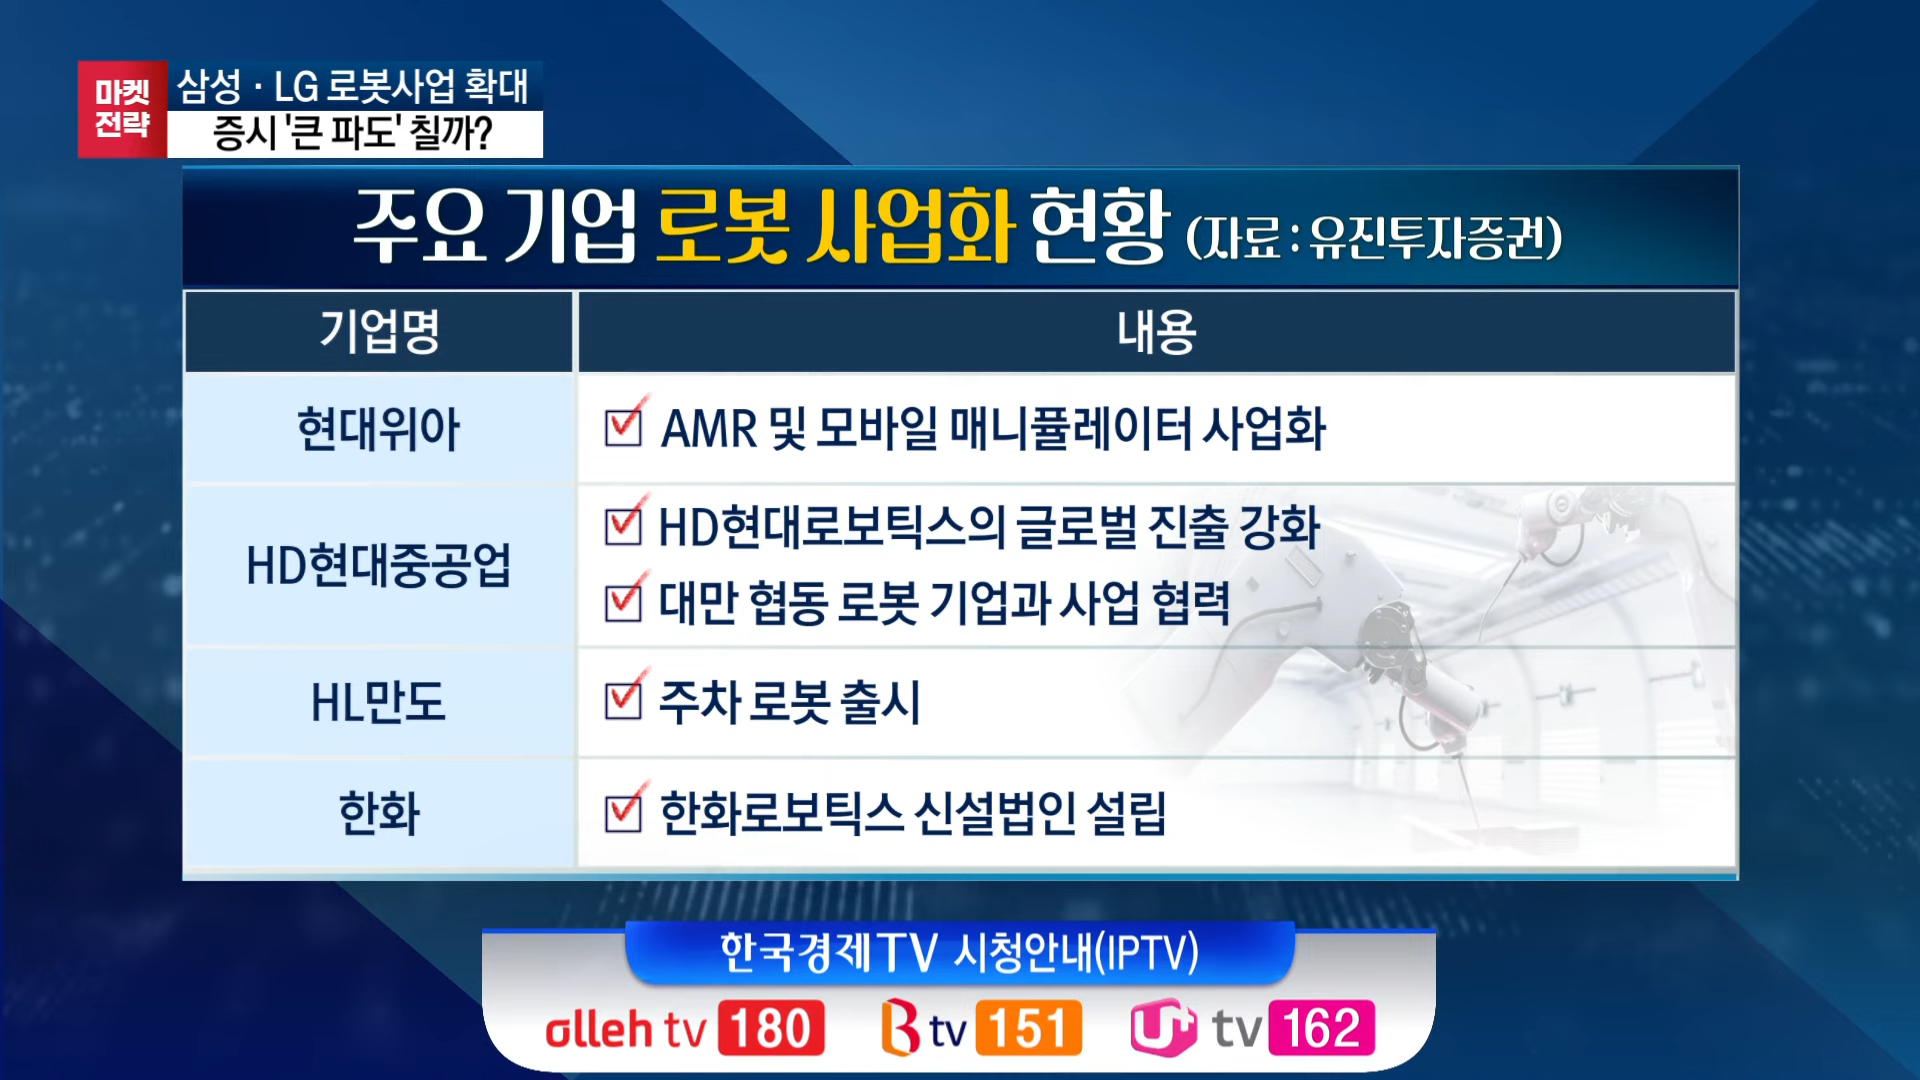 마켓
전략
삼성 · LG 로봇사업 확대
증시 '큰 파도' 칠까?
주요 기업 로봇 사업화 현황 (자료 : 유진투자증권)
기업명
내용
현대위아
AMR 및 모바일 매니퓰레이터 사업화
HD현대중공업
HD현대로보틱스의 글로벌 진출 강화
대만 협동 로봇 기업과 사업 협력
HL만도
주차 로봇 출시
한화
한화로보틱스 신설법인 설립
한국경제TV 시청안내(IPTV)
olleh tv 180
B tv 151
U+ tv 162